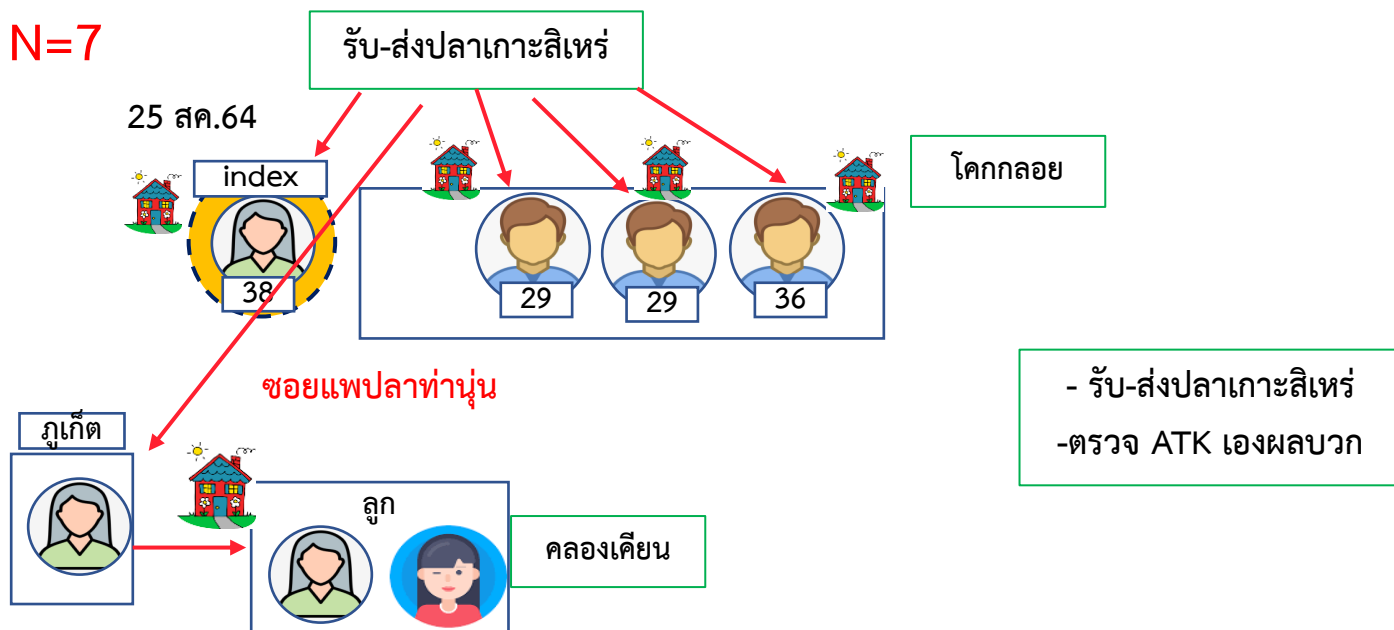 N=7
รับ-ส่งปลาเกาะสิเหร่
25 สค.64
index
38
29
29
36
โคกกลอย
ซอยแพปลาท่านุ่น
- รับ-ส่งปลาเกาะสิเหร่
-ตรวจ ATK เองผลบวก
ภูเก็ต
ลูก
คลองเคียน